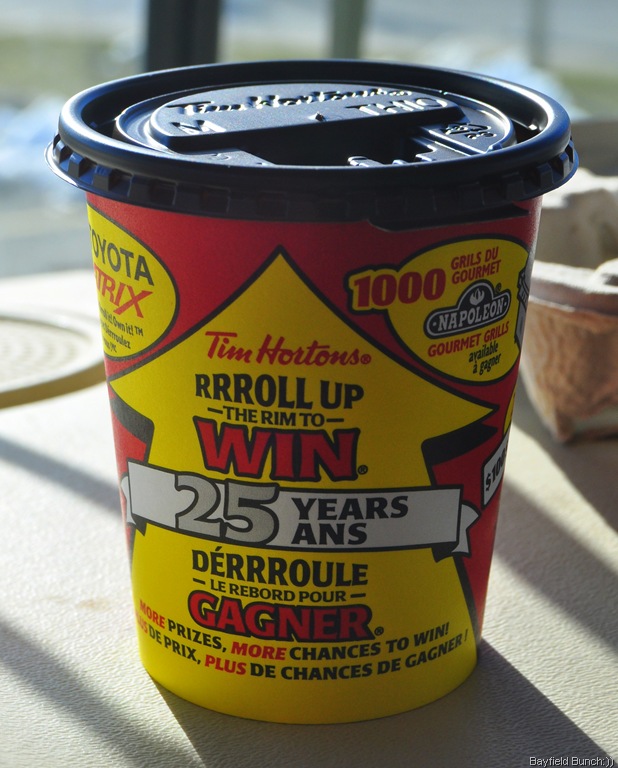 Tim Hortons
OYOTA
TRIX
1000 GRILS DU
GOURMET
NAPOLEON
GOURMET GRILLS
available
à gagner
Tim Hortons®
RRROLL UP
THE RIM TO
WIN®
25 YEARS
ANS
DÉRRROULE
LE REBORD POUR
GAGNER®
MORE PRIZES, MORE CHANCES TO WIN!
US DE PRIX, PLUS DE CHANCES DE GAGNER!
Bayfield Bunch:))